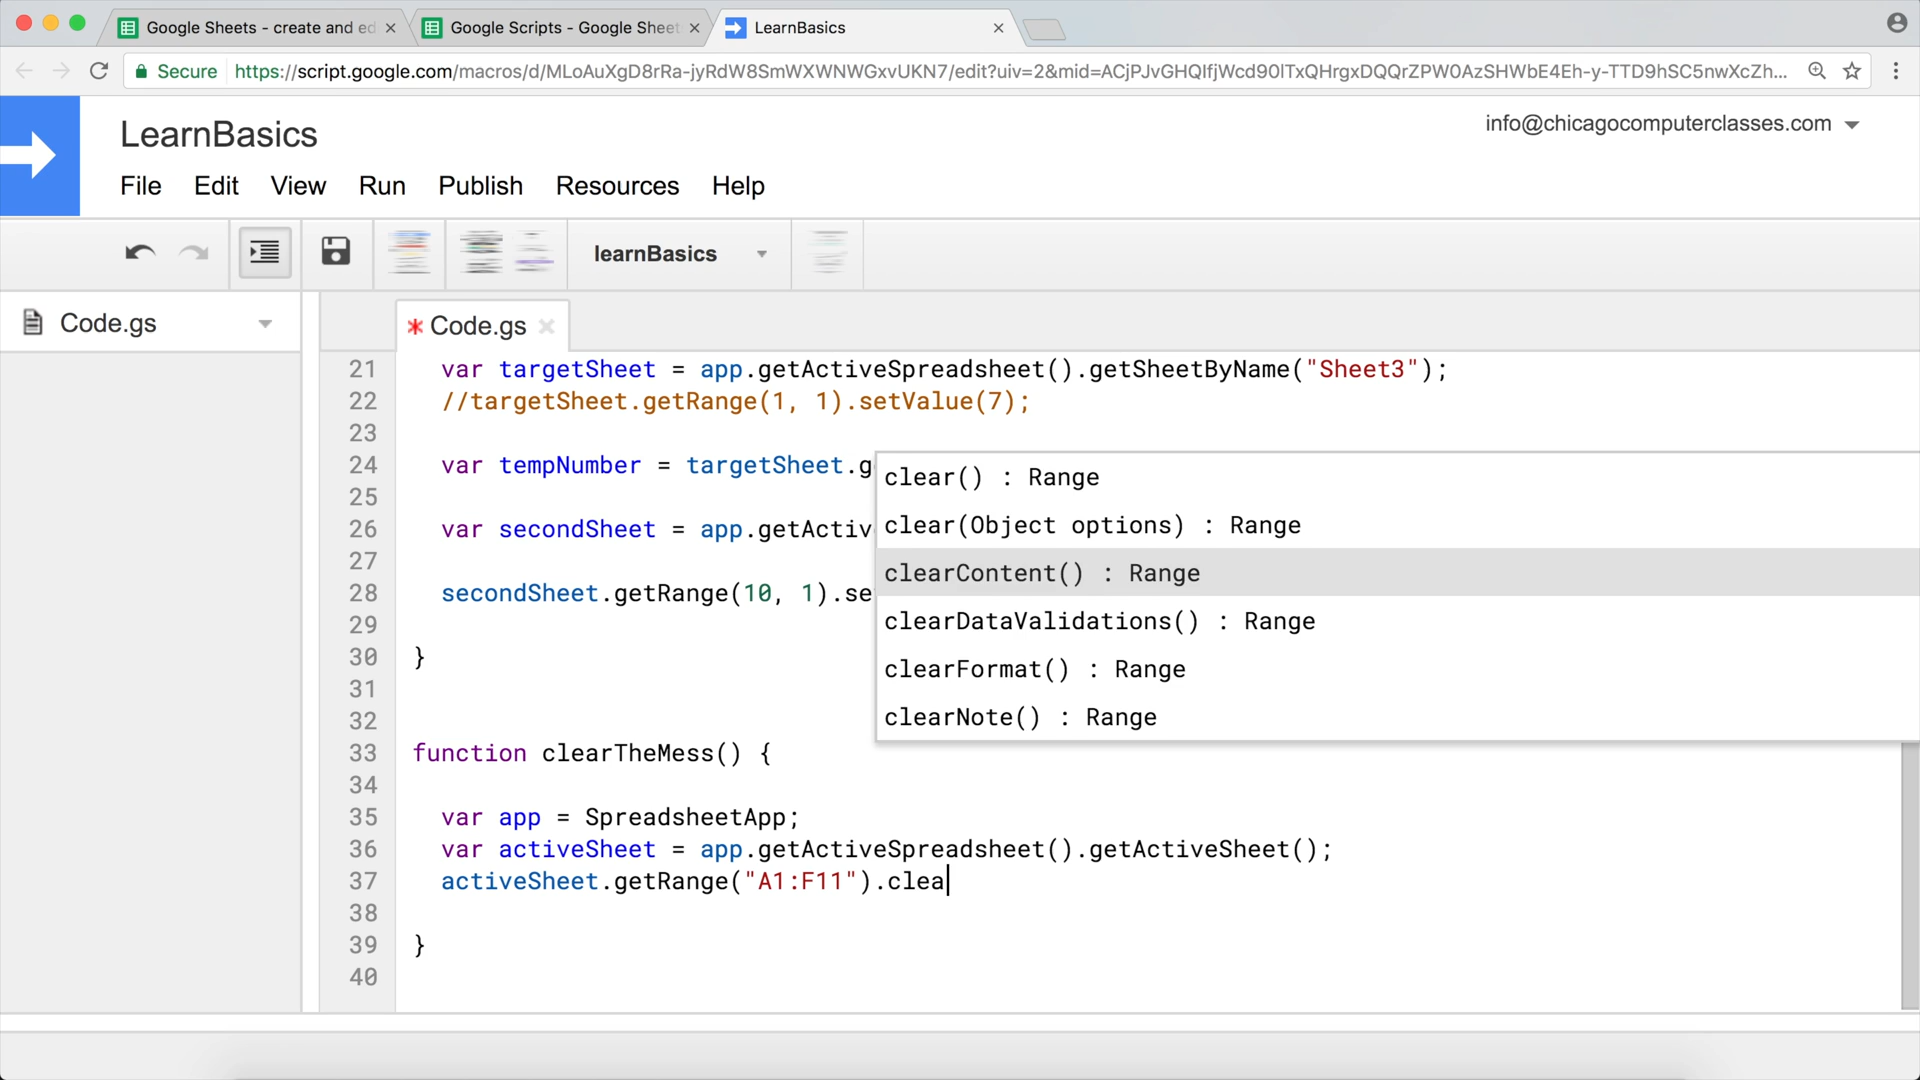 Google Sheets - create and ed
Google Scripts - Google Sheet
LearnBasics
Secure
https://script.google.com/macros/d/MLoAuXgD8rRa-jyRdW8SmWXWNWGxvUKN7/edit?uiv=2&mid=ACjPJvGHQIfjWcd90lTxQHrgxDQQrZPW0AzSHWbE4Eh-y-TTD9hSC5nwXcZh...
LearnBasics
info@chicagocomputerclasses.com
File Edit View Run Publish Resources Help
learnBasics
Code.gs
* Code.gs
21 var targetSheet = app.getActiveSpreadsheet().getSheetByName("Sheet3");
22 //targetSheet.getRange(1, 1).setValue(7);
23
24 var tempNumber = targetSheet.g
25
26 var secondSheet = app.getActiv
27
28 secondSheet.getRange(10, 1).se
29
30 }
31
32
33 function clearTheMess() {
34
35 var app = SpreadsheetApp;
36 var activeSheet = app.getActiveSpreadsheet().getActiveSheet();
37 activeSheet.getRange("A1:F11").clea
38
39 }
40
clear() : Range
clear(Object options) : Range
clearContent() : Range
clearDataValidations() : Range
clearFormat() : Range
clearNote() : Range